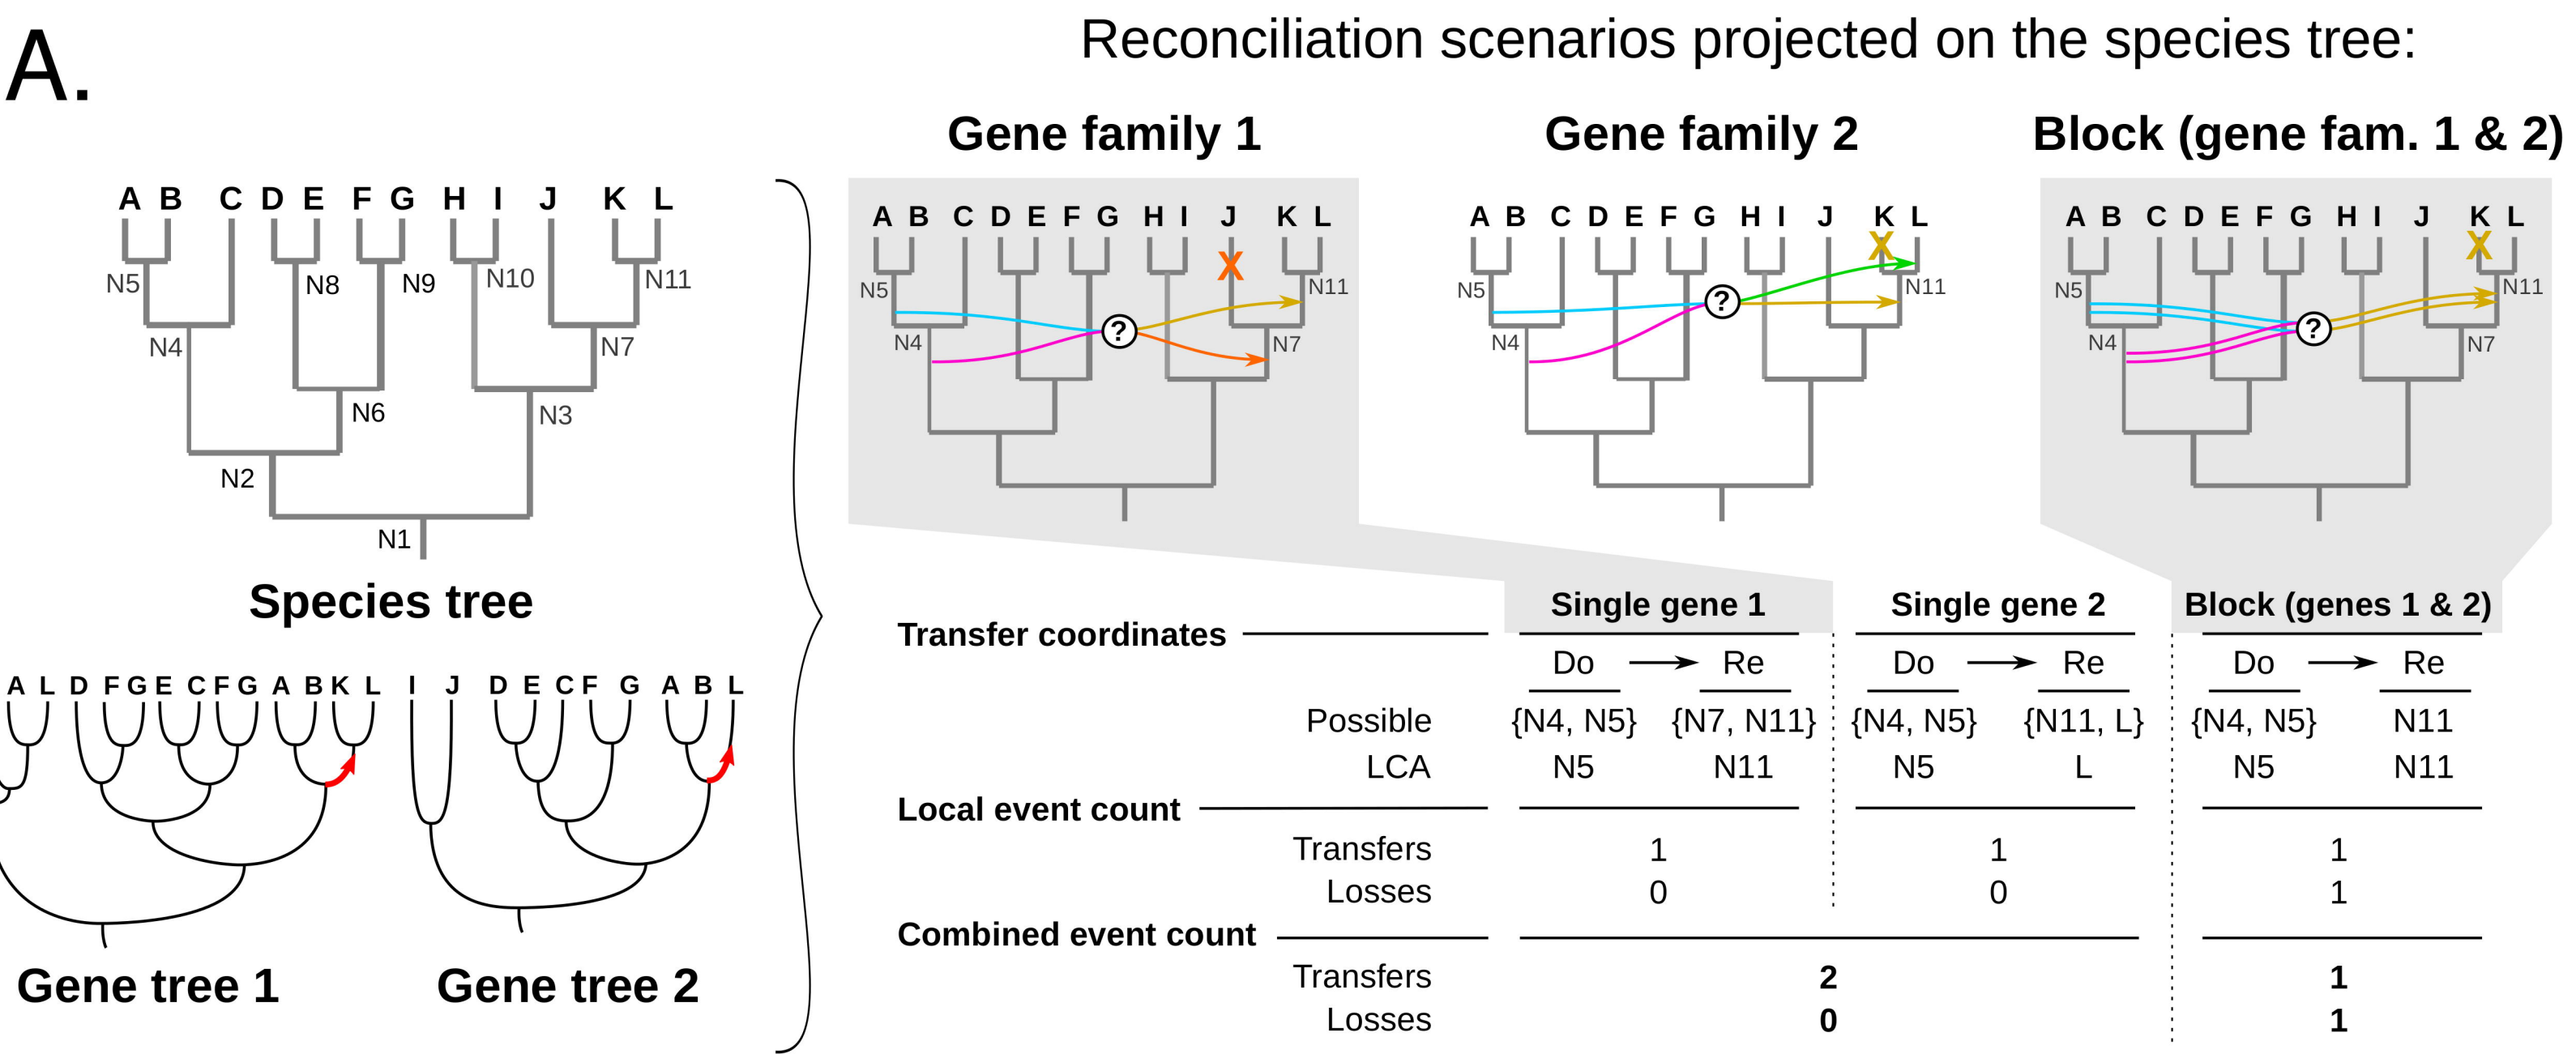 A.
Reconciliation scenarios projected on the species tree:
Gene family 1
Gene family 2
Block (gene fam. 1 & 2)
A B C D E F G H I J K L
N5 N8 N9 N10 N11
N4 N7
N6 N3
N2
N1
Species tree
A B C D E F G H I J K L
X
N5 N11
N4 ? N7
A B C D E F G H I J K L
X
N5 ? N11
N4
A B C D E F G H I J K L
X
N5 N11
N4 ? N7
A L D F G E C F G A B K L
Gene tree 1
I J D E C F G A B L
Gene tree 2
Single gene 1 Single gene 2 Block (genes 1 & 2)
Transfer coordinates
Do Re Do Re Do Re
Possible {N4, N5} {N7, N11} {N4, N5} {N11, L} {N4, N5} N11
LCA N5 N11 N5 L N5 N11
Local event count
Transfers 1 1 1
Losses 0 0 1
Combined event count
Transfers 2 1
Losses 0 1